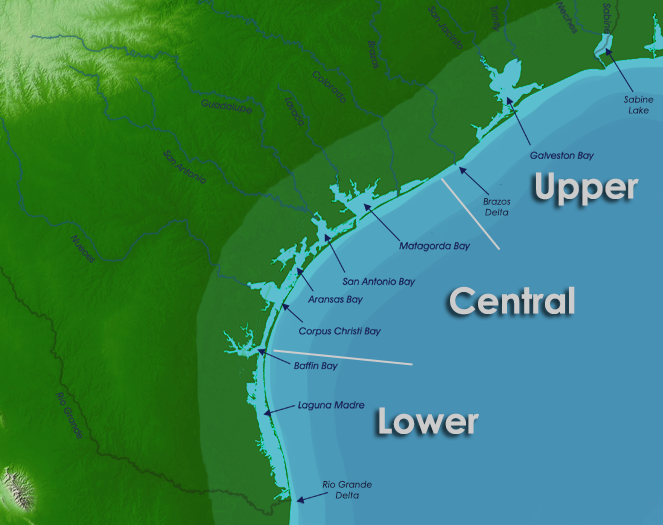 Sabine
Neches
Trinity
San Jacinto
Brazos
Colorado
Lavaca
Guadalupe
San Antonio
Nueces
Rio Grande
Sabine
Lake
Galveston Bay
Upper
Brazos
Delta
Matagorda Bay
San Antonio Bay
Central
Aransas Bay
Corpus Christi Bay
Baffin Bay
Laguna Madre
Lower
Rio Grande
Delta